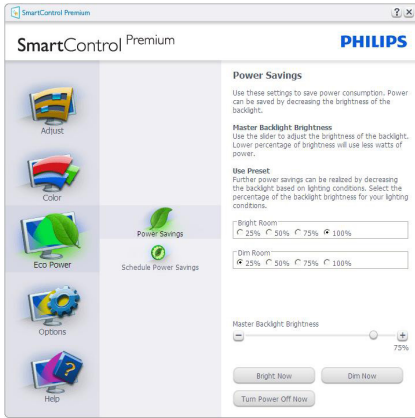 SmartControl Premium
SmartControl Premium
PHILIPS
Adjust
Color
Eco Power
Options
Help
Power Savings
Schedule Power Savings
Power Savings
Use these settings to save power consumption. Power
can be saved by decreasing the brightness of the
backlight.
Master Backlight Brightness
Use the slider to adjust the brightness of the backlight.
Lower percentage of brightness will use less watts of
power.
Use Preset
Further power savings can be realized by decreasing
the backlight based on lighting conditions. Select the
percentage of the backlight brightness for your lighting
conditions.
Bright Room
25% 50% 75% 100%
Dim Room
25% 50% 75% 100%
Master Backlight Brightness
75%
Bright Now Dim Now
Turn Power Off Now